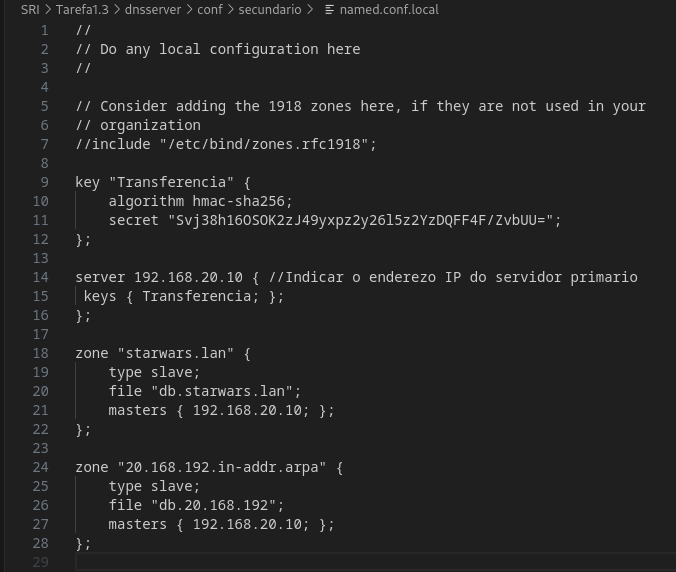 SRI > Tarefa1.3 > dnsserver > conf > secundario > named.conf.local
1 //
2 // Do any local configuration here
3 //
4
5 // Consider adding the 1918 zones here, if they are not used in your
6 // organization
7 //include "/etc/bind/zones.rfc1918";
8
9 key "Transferencia" {
10 algorithm hmac-sha256;
11 secret "Svj38h16OSOK2zJ49yxpz2y26l5z2YzDQFF4F/ZvbUU=";
12 };
13
14 server 192.168.20.10 { //Indicar o enderezo IP do servidor primario
15 keys { Transferencia; };
16 };
17
18 zone "starwars.lan" {
19 type slave;
20 file "db.starwars.lan";
21 masters { 192.168.20.10; };
22 };
23
24 zone "20.168.192.in-addr.arpa" {
25 type slave;
26 file "db.20.168.192";
27 masters { 192.168.20.10; };
28 };
29